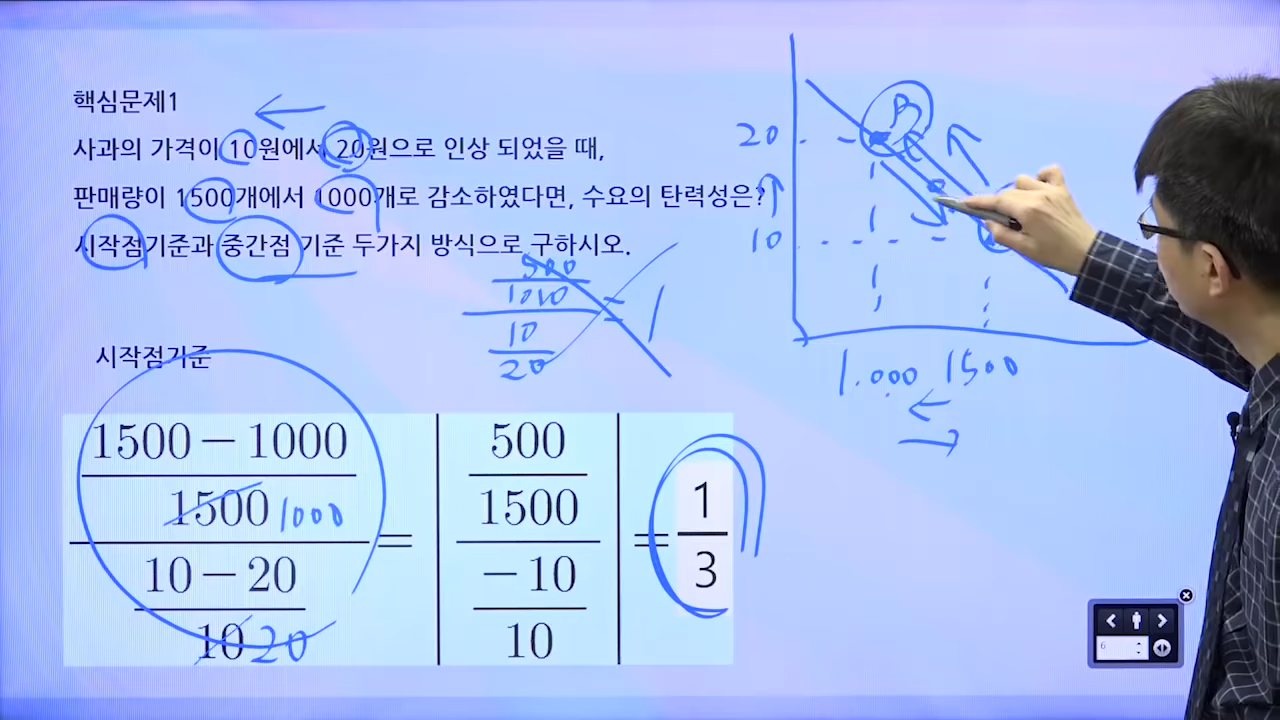 핵심문제1
사과의 가격이 10원에서 20원으로 인상 되었을 때,
판매량이 1500개에서 1000개로 감소하였다면, 수요의 탄력성은?
시작점기준과 중간점 기준 두가지 방식으로 구하시오.
500
1000
= 1
10
20
시작점기준
1500 − 1000
1500 1000
10 − 20
10 20
=
500
1500
−10
10
=
1
3
B
20
10
1.000 1500
6